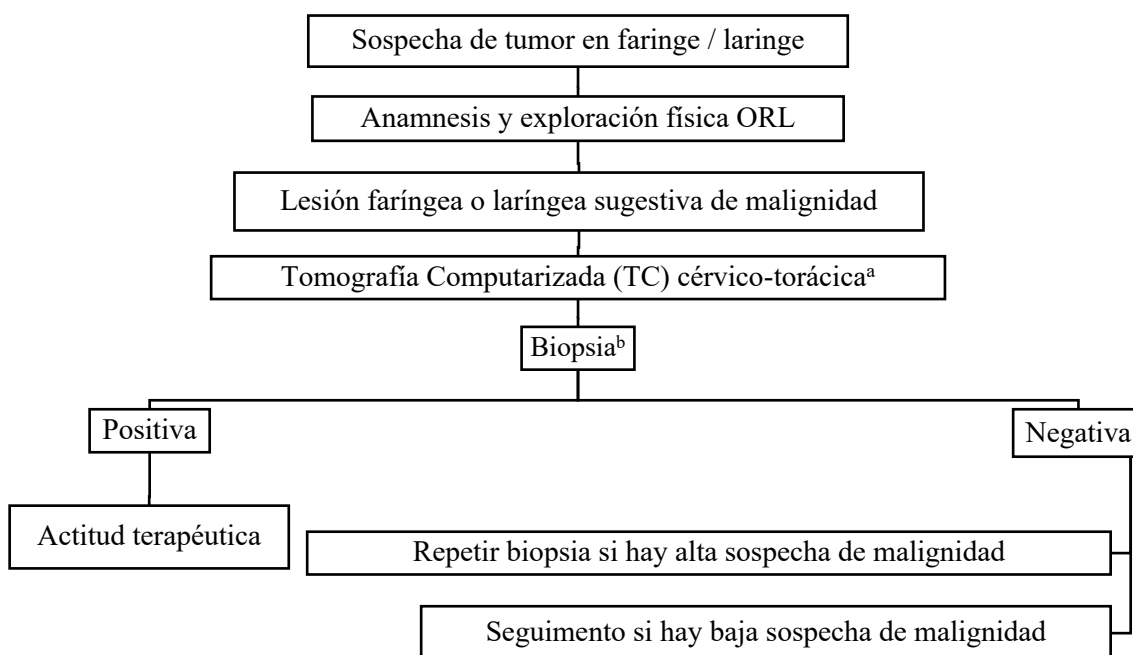 Sospecha de tumor en faringe / laringe
Anamnesis y exploración física ORL
Lesión faríngea o laríngea sugestiva de malignidad
Tomografía Computarizada (TC) cérvico-torácicaᵃ
Biopsiaᵇ
Positiva
Negativa
Actitud terapéutica
Repetir biopsia si hay alta sospecha de malignidad
Seguimento si hay baja sospecha de malignidad